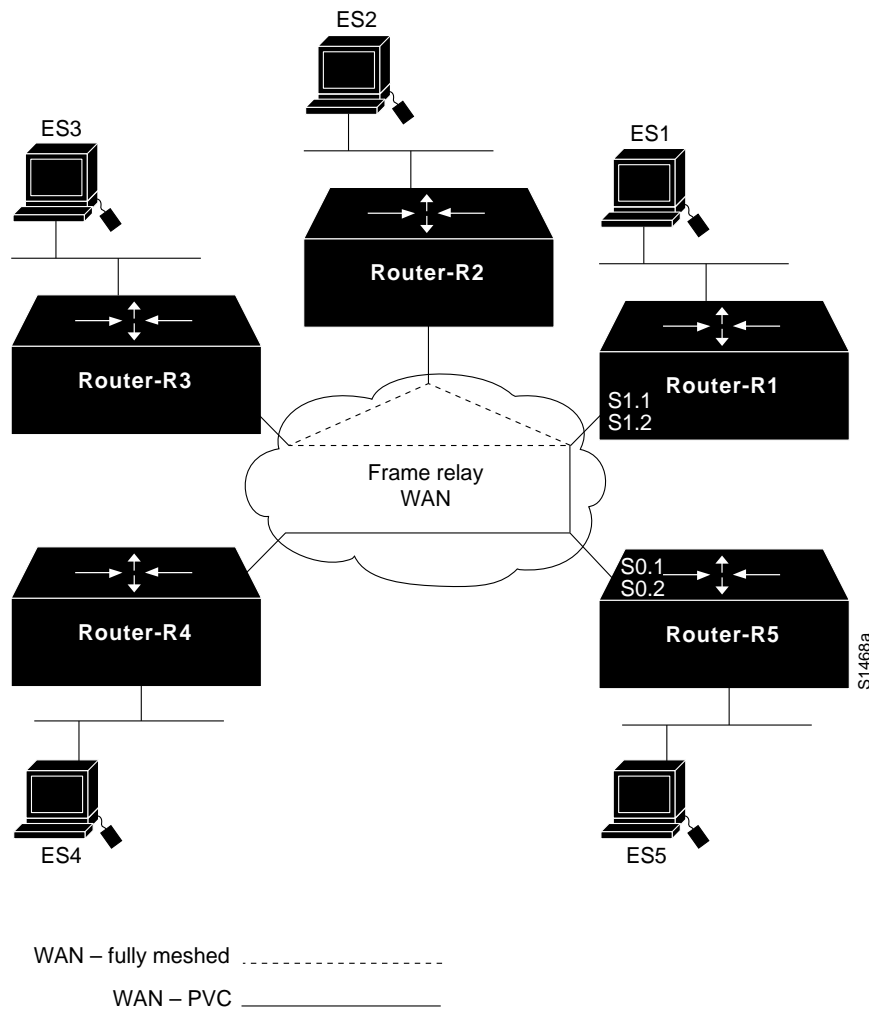 ES2
ES3
ES1
Router-R2
Router-R3
Router-R1
S1.1
S1.2
Frame relay
WAN
S0.1
S0.2
Router-R4
Router-R5
S1468a
ES4
ES5
WAN – fully meshed
WAN – PVC